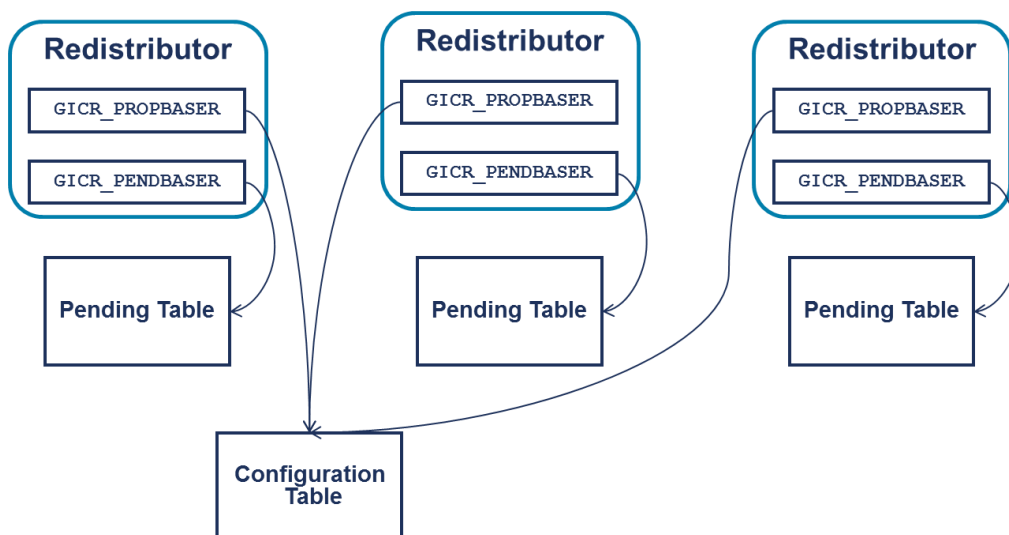 Redistributor
GICR_PROPBASER
GICR_PENDBASER
Pending Table
Redistributor
GICR_PROPBASER
GICR_PENDBASER
Pending Table
Redistributor
GICR_PROPBASER
GICR_PENDBASER
Pending Table
Configuration
Table